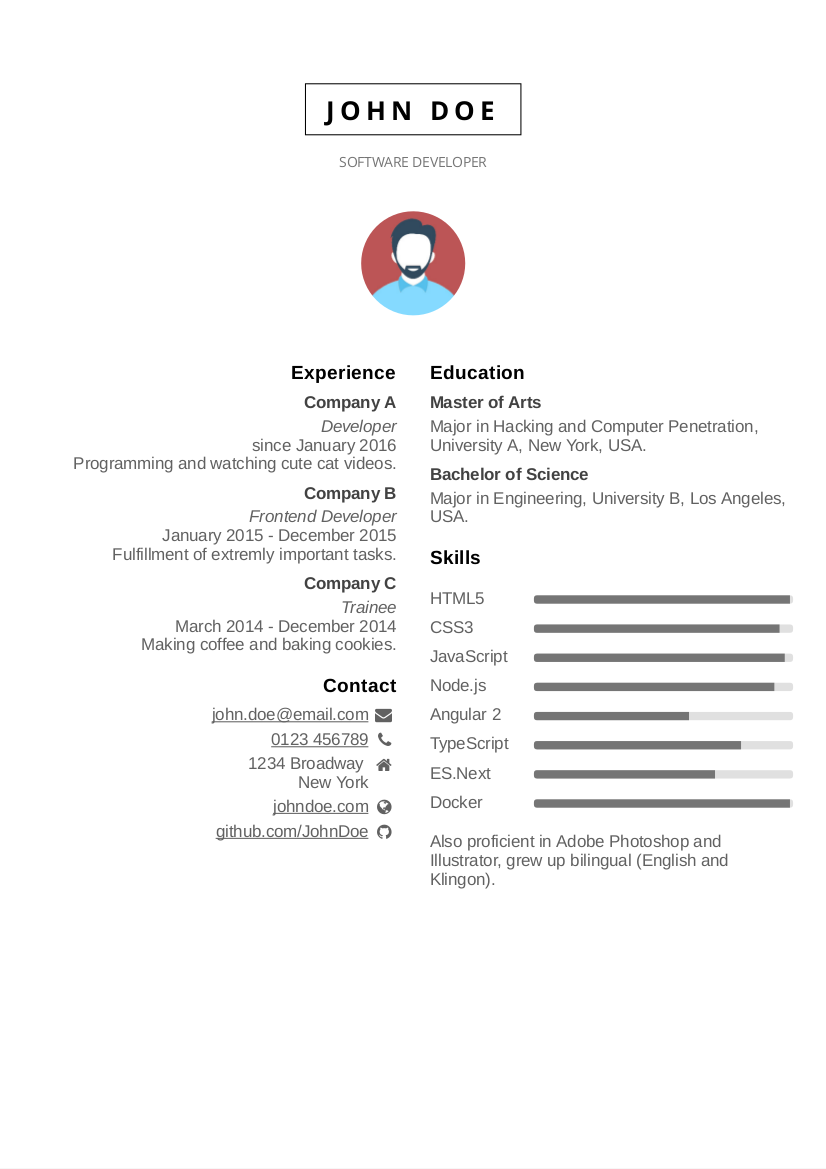 JOHN DOE
SOFTWARE DEVELOPER
Experience
Company A
Developer
since January 2016
Programming and watching cute cat videos.
Company B
Frontend Developer
January 2015 - December 2015
Fulfillment of extremly important tasks.
Company C
Trainee
March 2014 - December 2014
Making coffee and baking cookies.
Contact
john.doe@email.com
0123 456789
1234 Broadway
New York
johndoe.com
github.com/JohnDoe
Education
Master of Arts
Major in Hacking and Computer Penetration,
University A, New York, USA.
Bachelor of Science
Major in Engineering, University B, Los Angeles,
USA.
Skills
HTML5
CSS3
JavaScript
Node.js
Angular 2
TypeScript
ES.Next
Docker
Also proficient in Adobe Photoshop and
Illustrator, grew up bilingual (English and
Klingon).